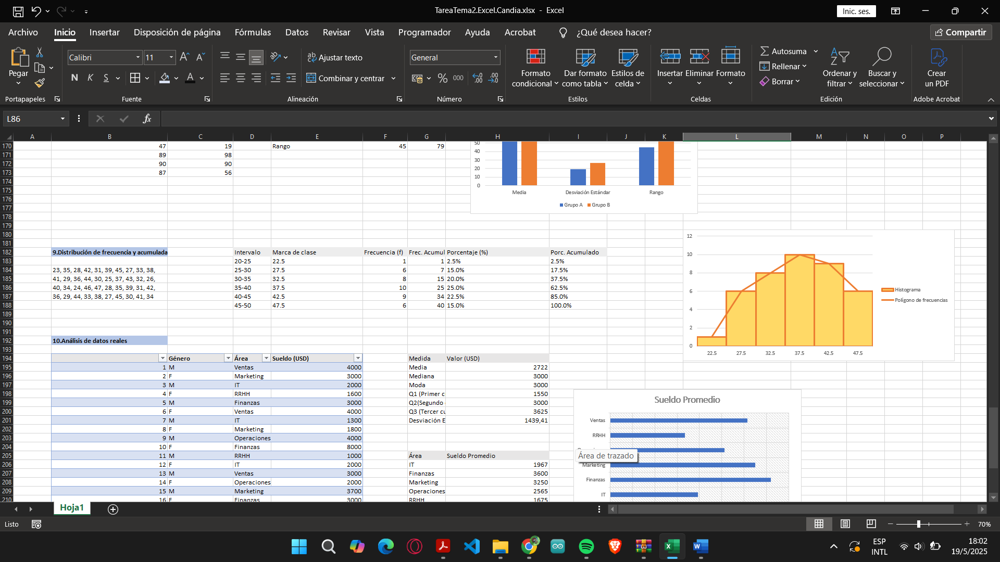 TareaTema2.Excel.Candia.xlsx - Excel
Inic. ses.
Archivo Inicio Insertar Disposición de página Fórmulas Datos Revisar Vista Programador Ayuda Acrobat ¿Qué desea hacer? Compartir
Pegar
Portapapeles
Calibri 11
N K S
Fuente
Ajustar texto
Combinar y centrar
Alineación
General
% 000
Número
Formato condicional
Dar formato como tabla
Estilos de celda
Estilos
Insertar Eliminar Formato
Celdas
Autosuma
Rellenar
Borrar
Ordenar y filtrar
Buscar y seleccionar
Edición
Crear un PDF
Adobe Acrobat
L86
fx
A B C D E F G H I J K L M N O P
170 47 19 Rango 45 79
171 89 98
172 90 90
173 87 56
174
175
176
177
178
179
180
181
182 9.Distribución de frecuencia y acumulada Intervalo Marca de clase Frecuencia (f) Frec. Acumul Porcentaje (%) Porc. Acumulado
183 20-25 22.5 1 1 2.5% 2.5%
184 23, 35, 28, 42, 31, 39, 45, 27, 33, 38, 25-30 27.5 6 7 15.0% 17.5%
185 41, 29, 36, 44, 30, 25, 37, 43, 32, 26, 30-35 32.5 8 15 20.0% 37.5%
186 40, 34, 24, 46, 47, 28, 35, 39, 31, 42, 35-40 37.5 10 25 25.0% 62.5%
187 36, 29, 44, 33, 38, 27, 45, 30, 41, 34 40-45 42.5 9 34 22.5% 85.0%
188 45-50 47.5 6 40 15.0% 100.0%
189
190
191
192 10.Análisis de datos reales
193
194 Género Área Sueldo (USD) Medida Valor (USD)
195 1 M Ventas 4000 Media 2722
196 2 F Marketing 3000 Mediana 3000
197 3 M IT 2000 Moda 3000
198 4 F RRHH 1600 Q1 (Primer c 1550
199 5 M Finanzas 3000 Q2(Segundo 3000
200 6 F Ventas 4000 Q3 (Tercer cu 3625
201 7 M IT 1300 Desviación E 1439,41
202 8 F Marketing 1800
203 9 M Operaciones 4000
204 10 F Finanzas 8000
205 11 M RRHH 1000 Área Sueldo Promedio
206 12 F IT 2000 IT 1967
207 13 M Ventas 3000 Finanzas 3600
208 14 F Operaciones 2000 Marketing 3250
209 15 M Marketing 3700 Operaciones 2565
210 16 F Finanzas 3000 RRHH 1675
50
40
30
20
10
0
Media Desviación Estándar Rango
Grupo A Grupo B
12
10
8
6
4
2
0
22.5 27.5 32.5 37.5 42.5 47.5
Histograma
Polígono de frecuencias
Sueldo Promedio
Ventas
RRHH
Área de trazado
Marketing
Finanzas
IT
Hoja1
Listo
70%
ESP
INTL
18:02
19/5/2025